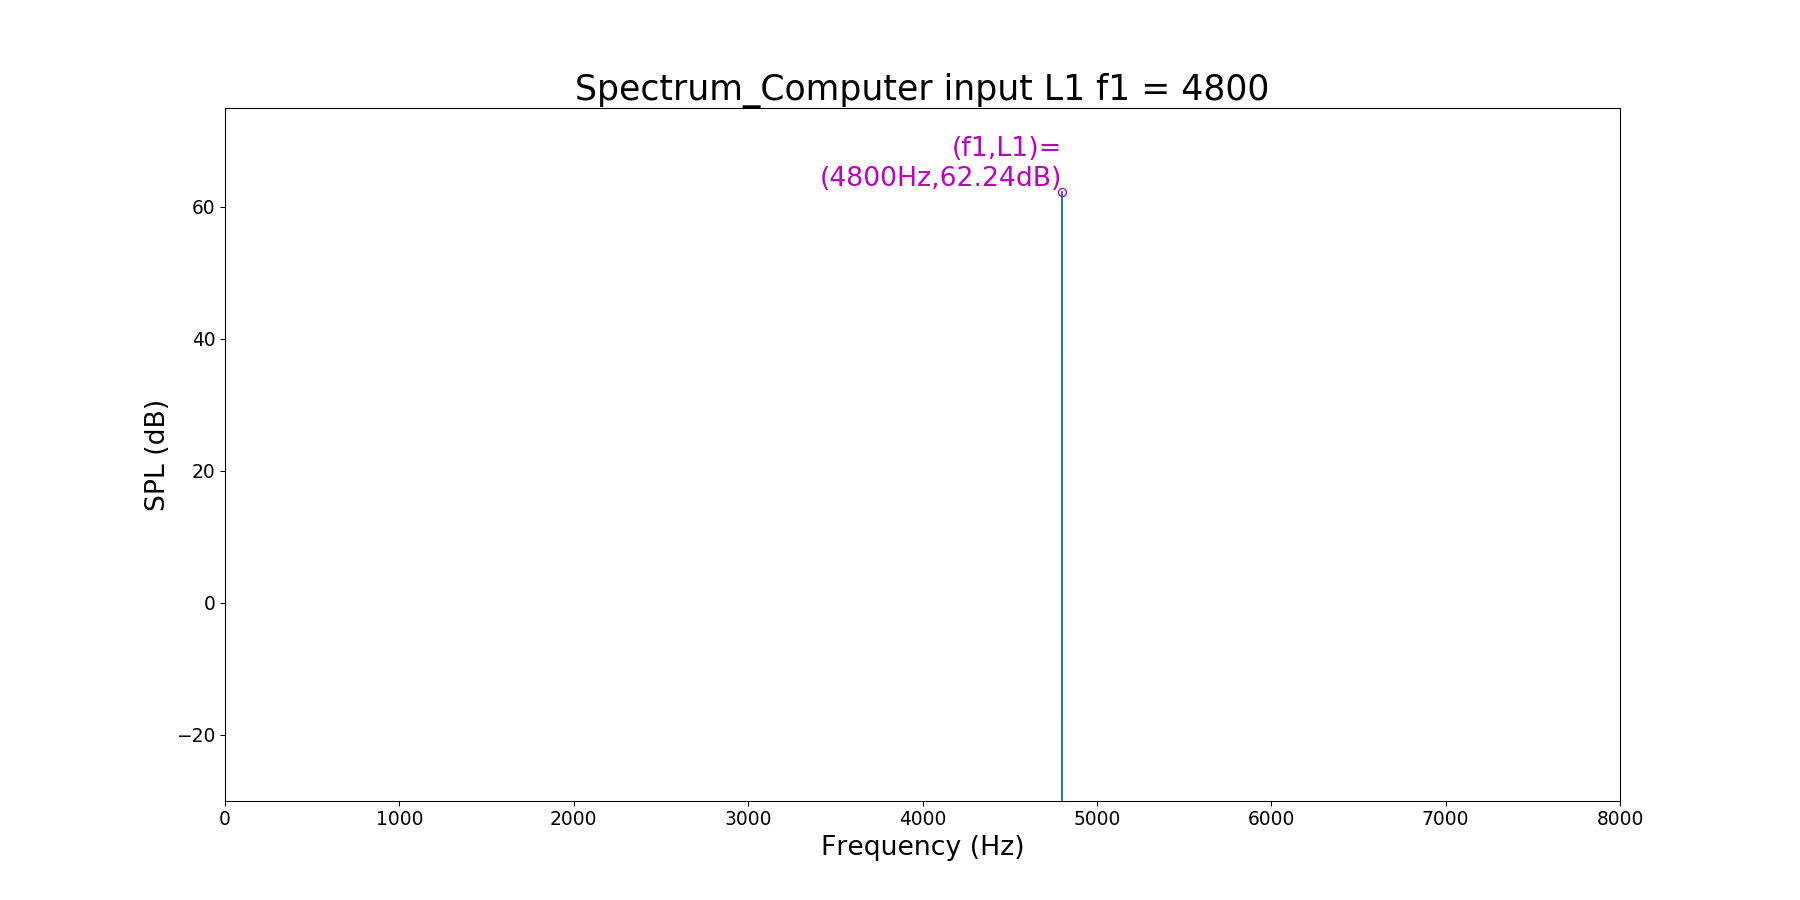 Spectrum_Computer input L1 f1 = 4800
(f1,L1)=
(4800Hz,62.24dB)
60
40
20
0
−20
SPL (dB)
0 1000 2000 3000 4000 5000 6000 7000 8000
Frequency (Hz)